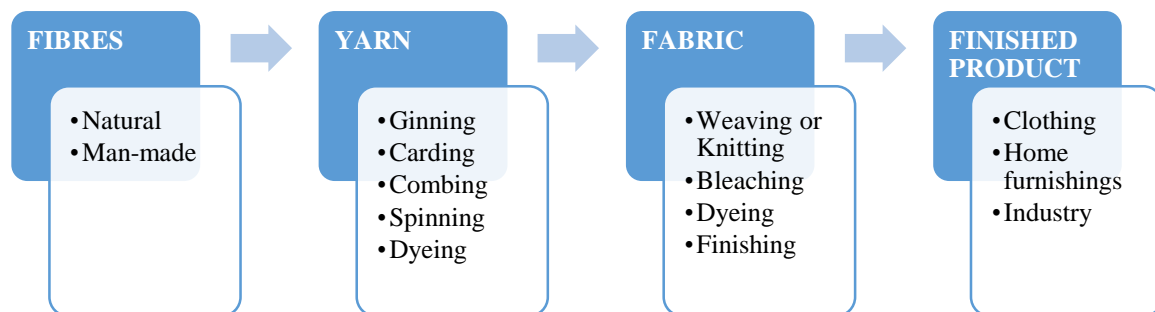 FIBRES
•Natural
•Man-made
YARN
•Ginning
•Carding
•Combing
•Spinning
•Dyeing
FABRIC
•Weaving or
Knitting
•Bleaching
•Dyeing
•Finishing
FINISHED
PRODUCT
•Clothing
•Home
furnishings
•Industry